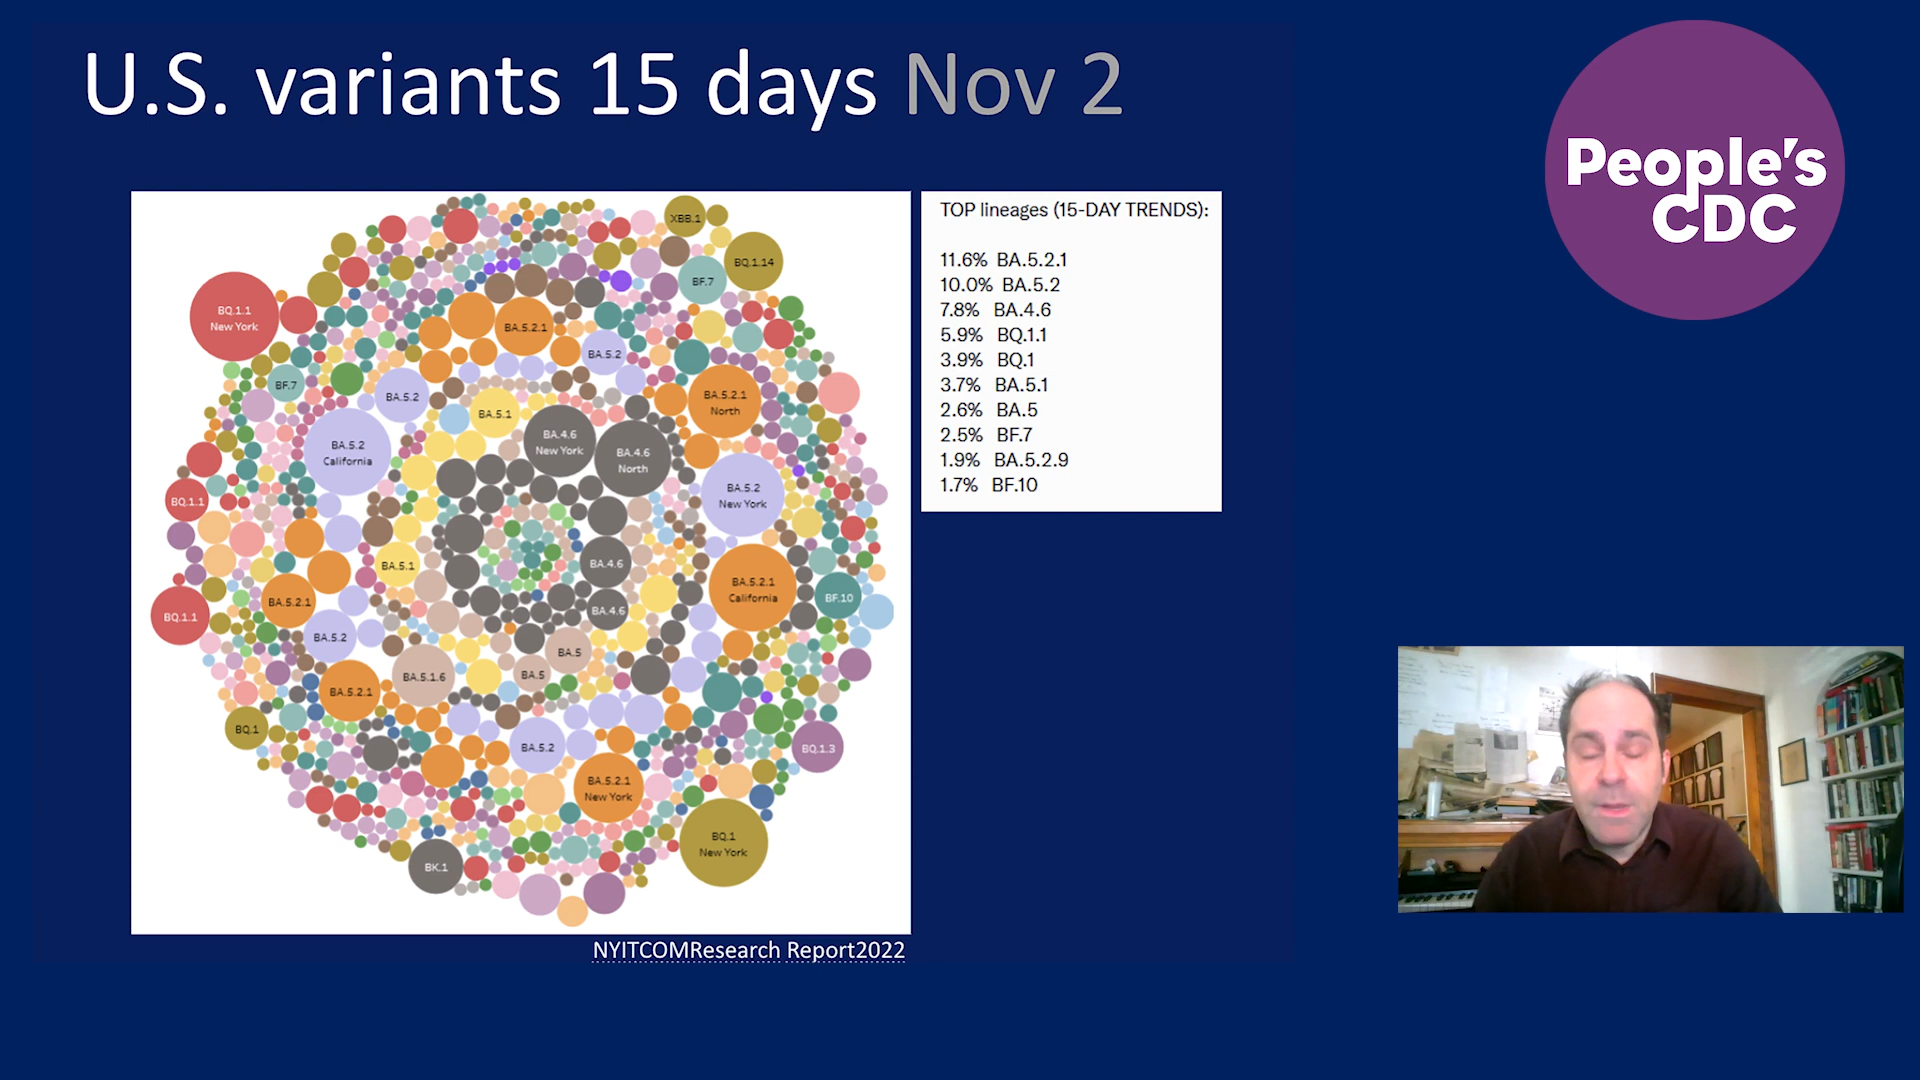 U.S. variants 15 days Nov 2
People's
CDC
TOP lineages (15-DAY TRENDS):
11.6% BA.5.2.1
10.0% BA.5.2
7.8% BA.4.6
5.9% BQ.1.1
3.9% BQ.1
3.7% BA.5.1
2.6% BA.5
2.5% BF.7
1.9% BA.5.2.9
1.7% BF.10
XBB.1
BQ.1.14
BF.7
BQ.1.1
New York
BA.5.2.1
BA.5.2
BF.7
BA.5.2
BA.5.2.1
North
BA.5.1
BA.4.6
New York
BA.5.2
California
BA.4.6
North
BA.5.2
New York
BQ.1.1
BA.5.1
BA.4.6
BA.5.2.1
California
BF.10
BA.5.2.1
BA.4.6
BQ.1.1
BA.5.2
BA.5
BA.5.1.6
BA.5
BA.5.2.1
BQ.1
BA.5.2
BQ.1.3
BA.5.2.1
New York
BQ.1
New York
BK.1
NYITCOMResearch Report2022